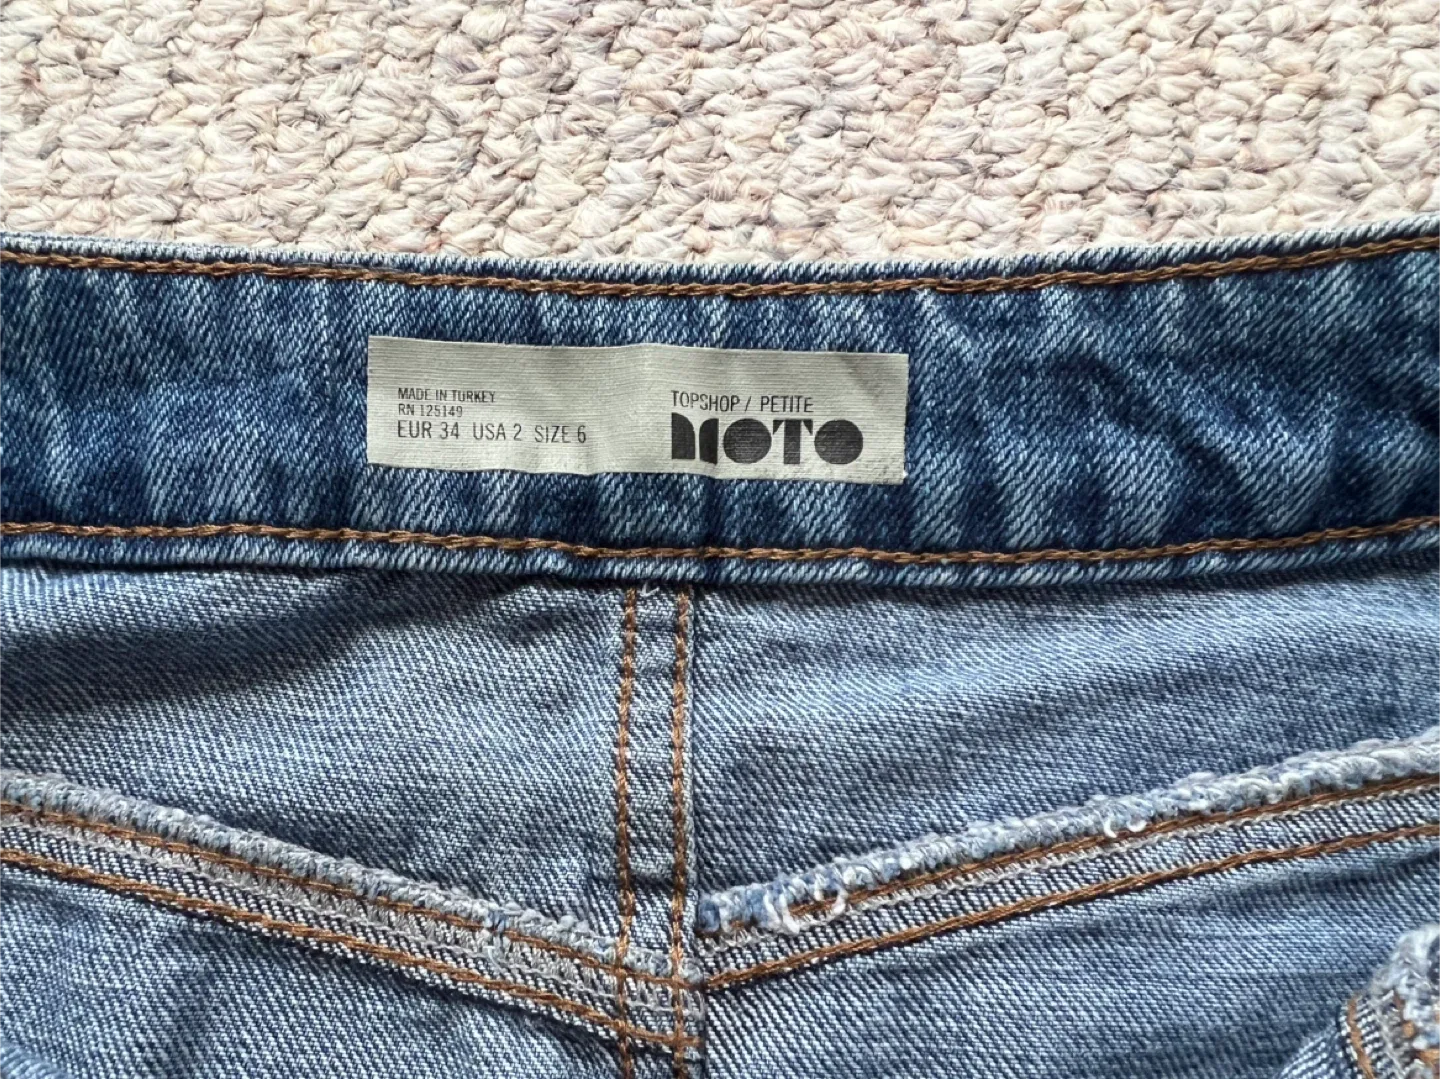 MADE IN TURKEY
RN 125149
EUR 34 USA 2 SIZE 6
TOPSHOP / PETITE
MOTO